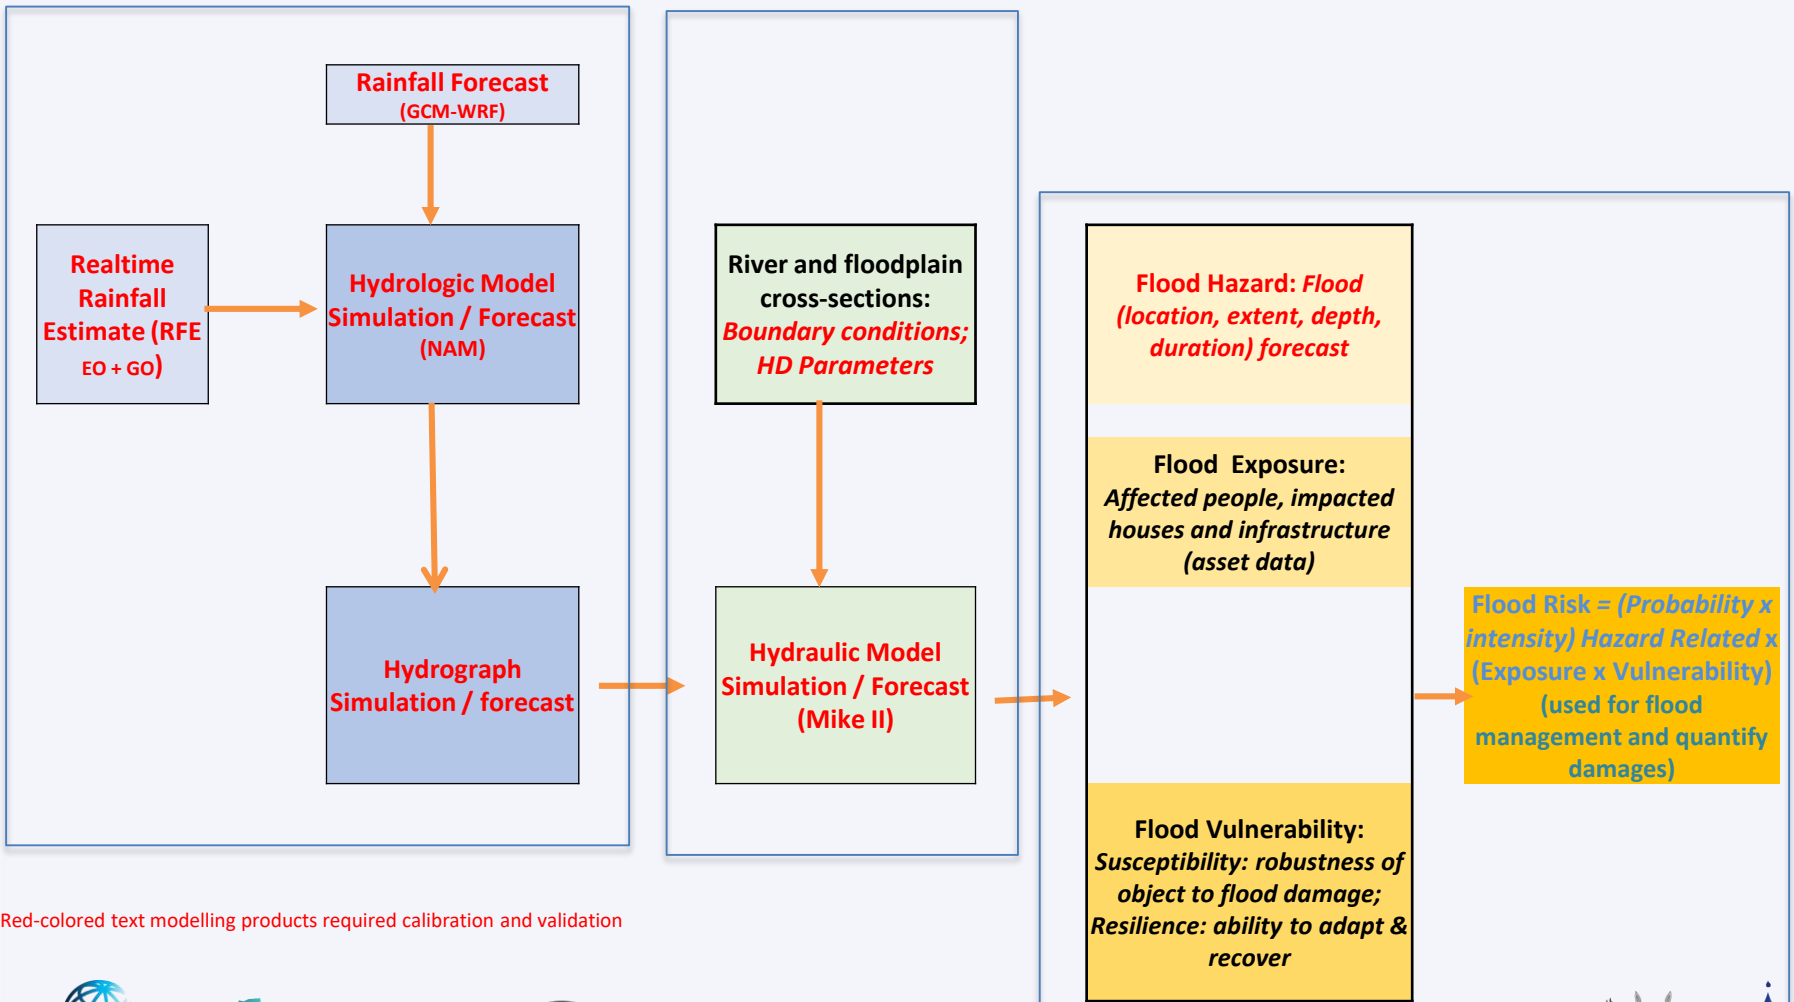 Rainfall Forecast
(GCM-WRF)
Realtime
Rainfall
Estimate (RFE
EO + GO)
Hydrologic Model
Simulation / Forecast
(NAM)
Hydrograph
Simulation / forecast
River and floodplain
cross-sections:
Boundary conditions;
HD Parameters
Hydraulic Model
Simulation / Forecast
(Mike II)
Flood Hazard: Flood
(location, extent, depth,
duration) forecast
Flood Exposure:
Affected people, impacted
houses and infrastructure
(asset data)
Flood Vulnerability:
Susceptibility: robustness of
object to flood damage;
Resilience: ability to adapt &
recover
Flood Risk = (Probability x
intensity) Hazard Related x
(Exposure x Vulnerability)
(used for flood
management and quantify
damages)
Red-colored text modelling products required calibration and validation